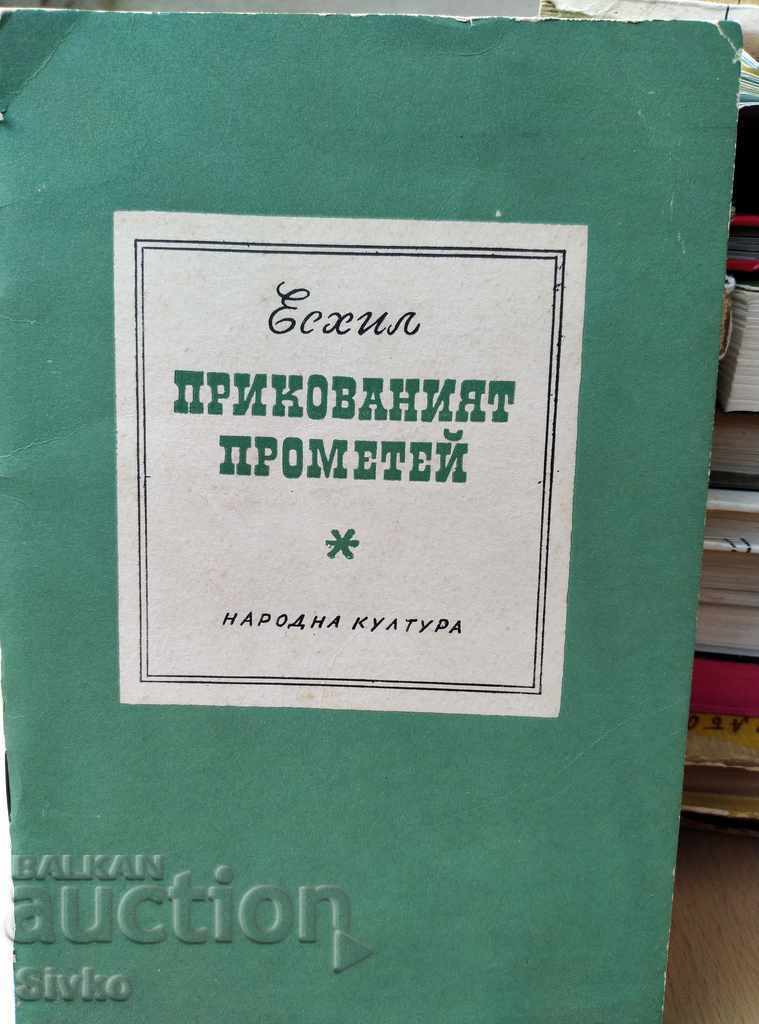 Есхил
ПРИКОВАНИЯТ
ПРОМЕТЕЙ
*
НАРОДНА КУЛТУРА
BALKAN
auction
Sivko